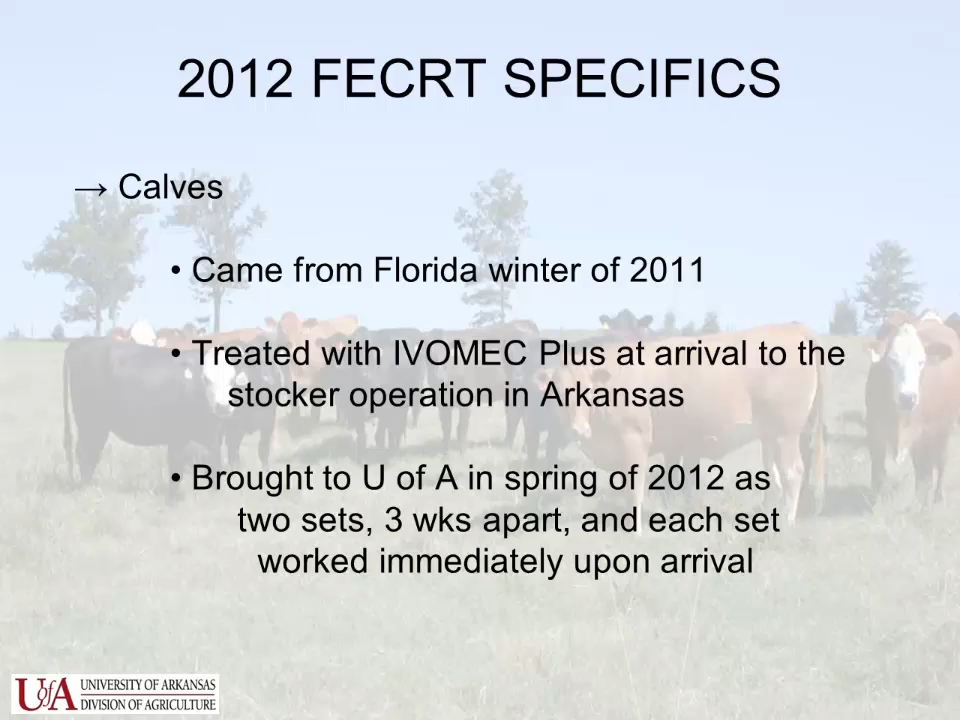 2012 FECRT SPECIFICS
→ Calves
• Came from Florida winter of 2011
• Treated with IVOMEC Plus at arrival to the
stocker operation in Arkansas
• Brought to U of A in spring of 2012 as
two sets, 3 wks apart, and each set
worked immediately upon arrival
UofA UNIVERSITY OF ARKANSAS
DIVISION OF AGRICULTURE